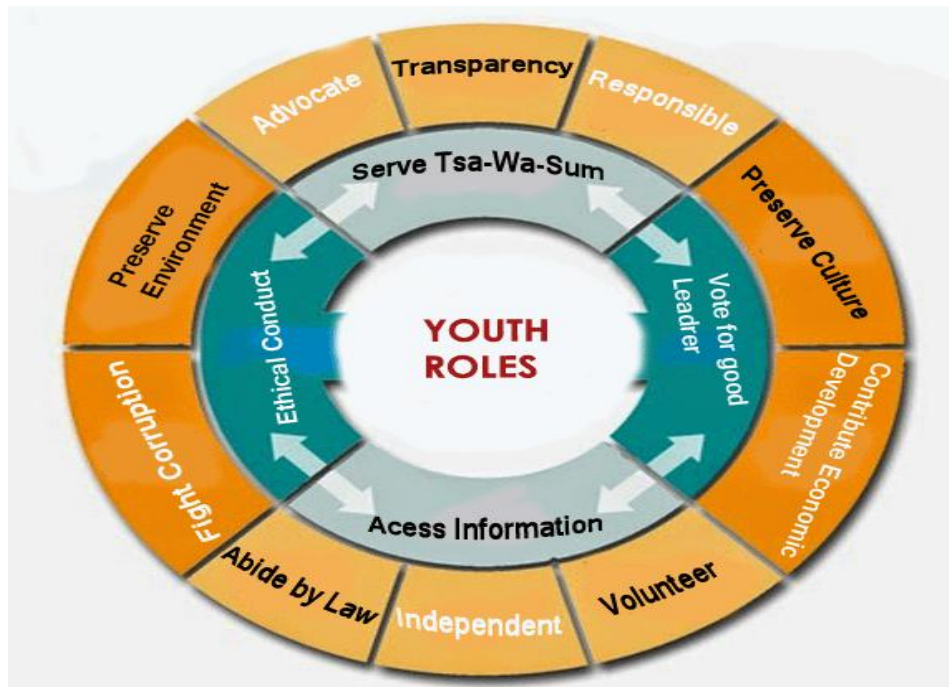 Advocate
Transparency
Responsible
Preserve Culture
Contribute Economic
Development
Volunteer
Independent
Abide by Law
Fight Corruption
Preserve
Environment
Serve Tsa-Wa-Sum
Vote for good
Leadrer
Acess Information
Ethical Conduct
YOUTH
ROLES